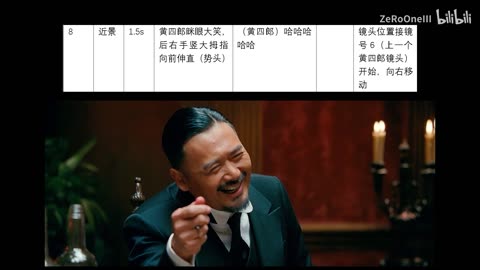 ZeRoOneIII bilibili
8 近景 1.5s 黄四郎眯眼大笑， （黄四郎）哈哈哈 镜头位置接镜
后右手竖大拇指 哈哈 号 6（上一个
向前伸直（势头） 黄四郎镜头）
开始，向右移
动